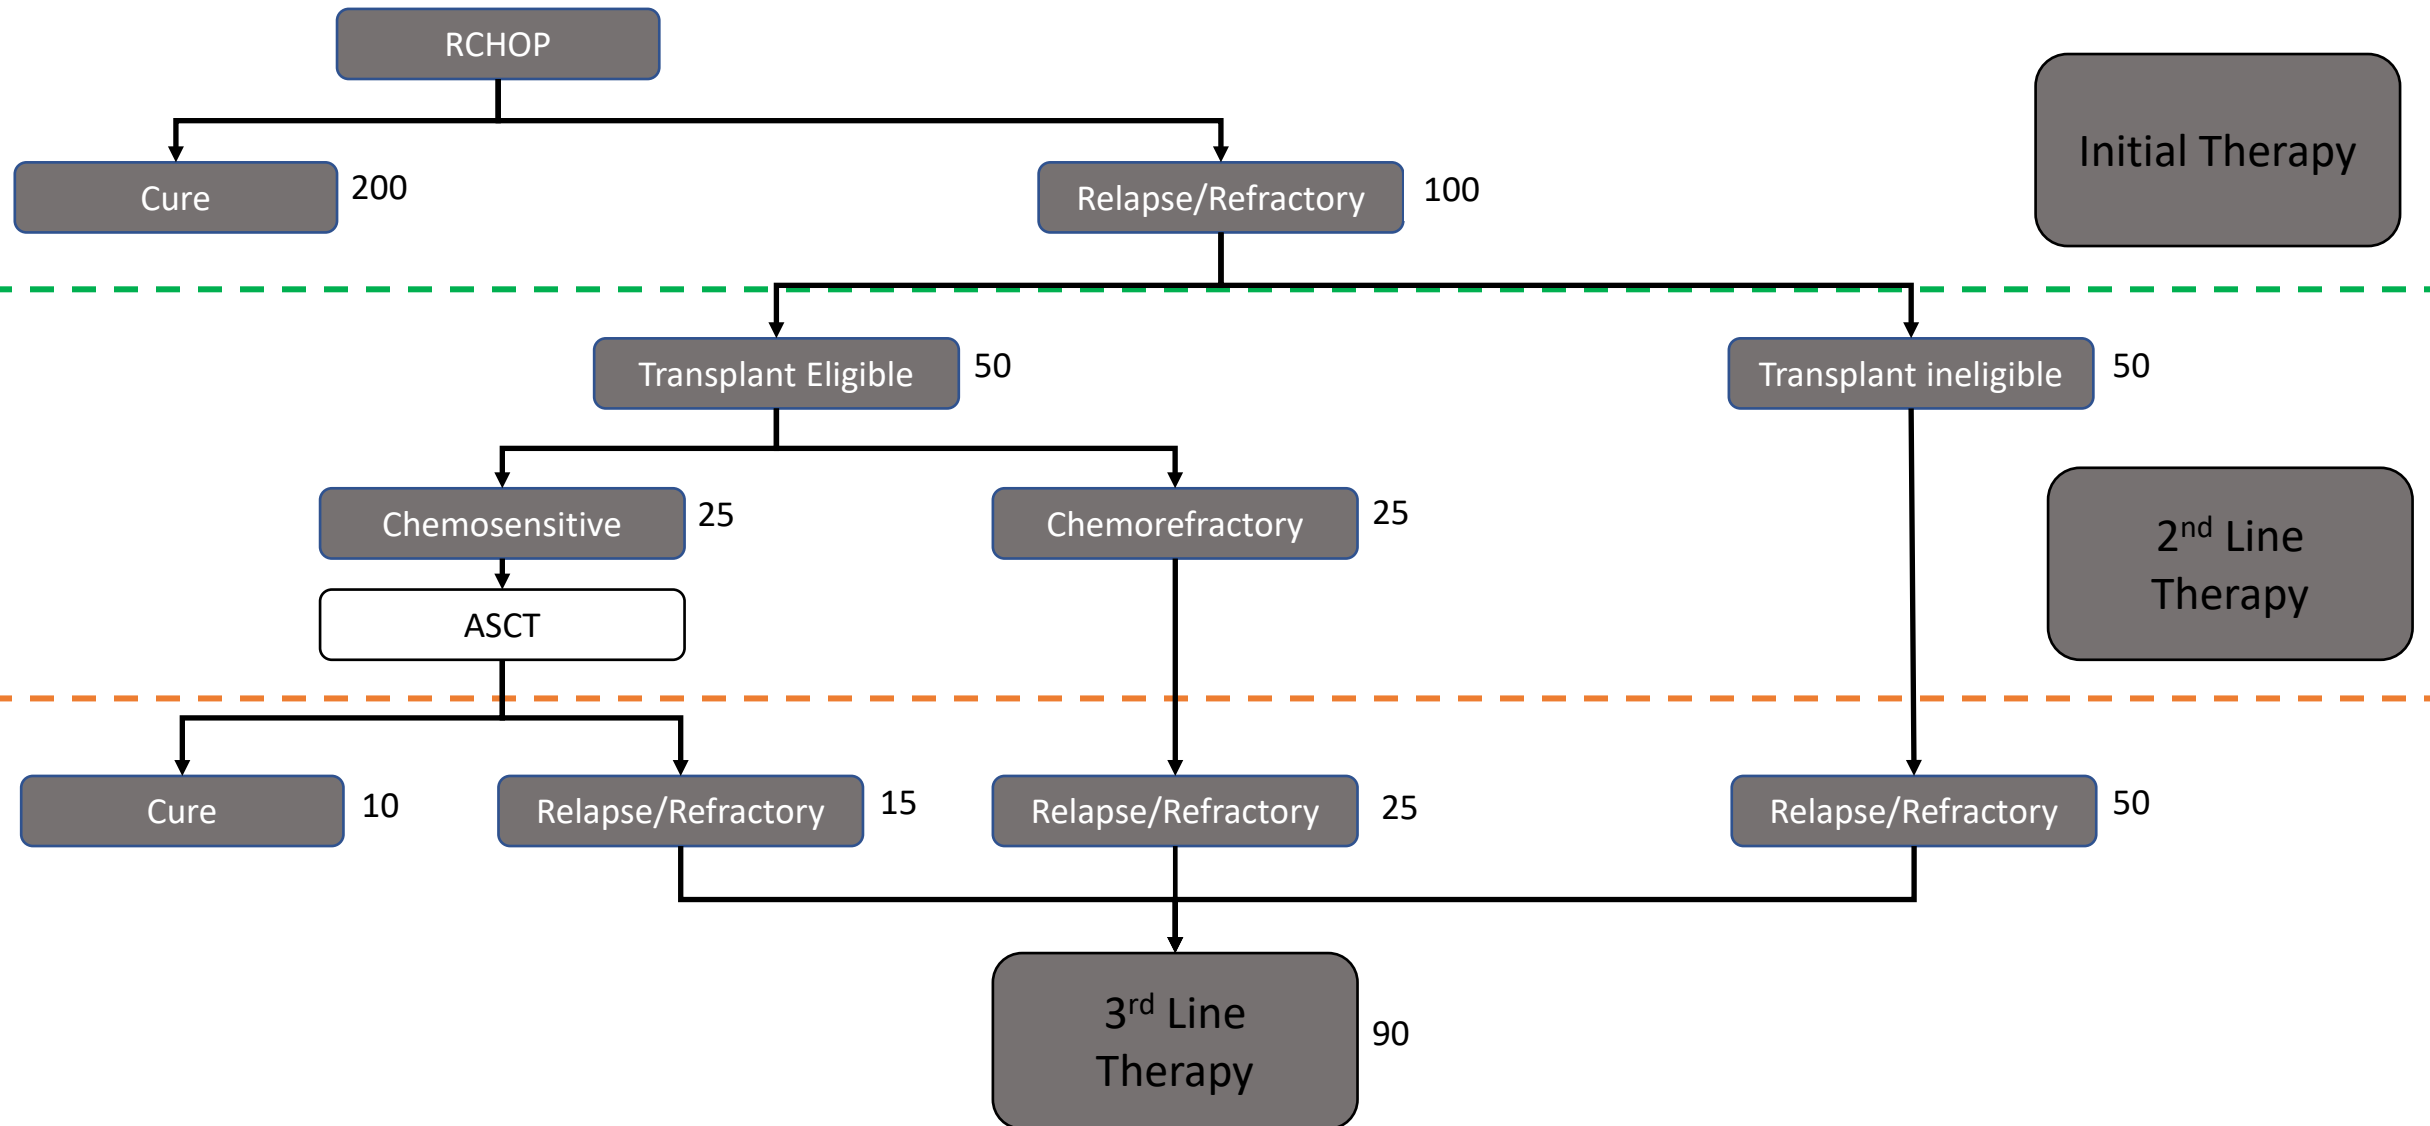 RCHOP
Initial Therapy
Cure
200
Relapse/Refractory
100
Transplant Eligible
50
Transplant ineligible
50
Chemosensitive
25
Chemorefractory
25
2nd Line
Therapy
ASCT
Cure
10
Relapse/Refractory
15
Relapse/Refractory
25
Relapse/Refractory
50
3rd Line
Therapy
90